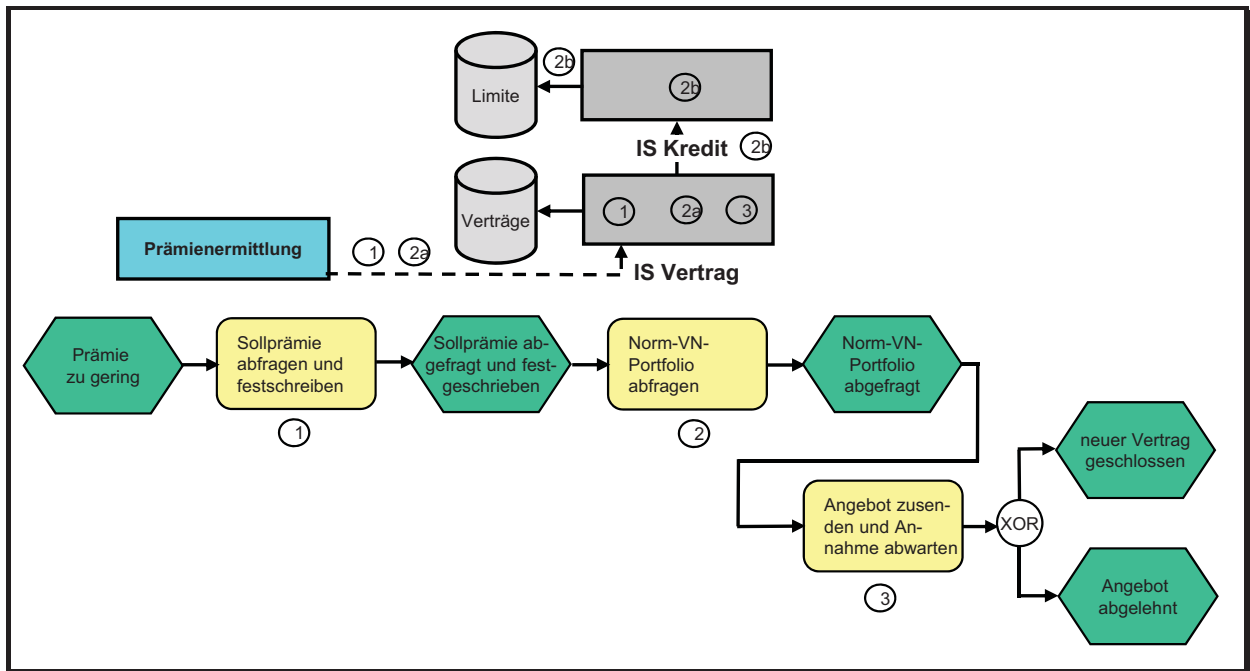 2b
Limite
2b
IS Kredit
2b
Verträge
1
2a
3
Prämienermittlung
1
2a
IS Vertrag
Prämie
zu gering
Sollprämie
abfragen und
festschreiben
Sollprämie ab-
gefragt und fest-
geschrieben
Norm-VN-
Portfolio
abfragen
Norm-VN-
Portfolio
abgefragt
1
2
neuer Vertrag
geschlossen
Angebot zusen-
den und An-
nahme abwarten
XOR
3
Angebot
abgelehnt